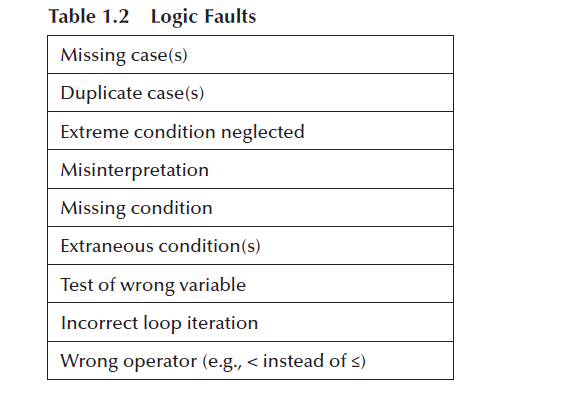 Table 1.2 Logic Faults
Missing case(s)
Duplicate case(s)
Extreme condition neglected
Misinterpretation
Missing condition
Extraneous condition(s)
Test of wrong variable
Incorrect loop iteration
Wrong operator (e.g., < instead of ≤)